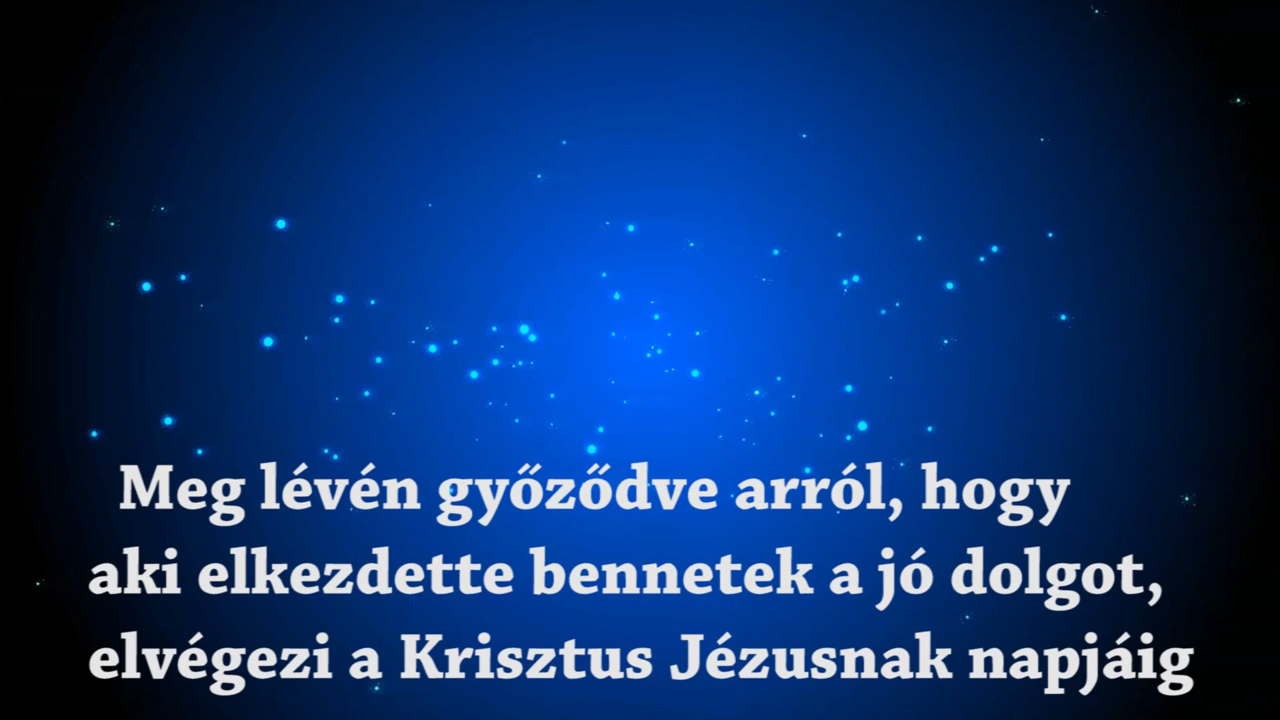 Meg lévén győződve arról, hogy
aki elkezdette bennetek a jó dolgot,
elvégezi a Krisztus Jézusnak napjáig